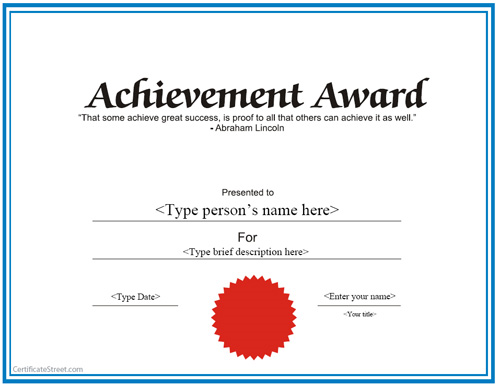 Achievement Award
“That some achieve great success, is proof to all that others can achieve it as well.”
- Abraham Lincoln
Presented to
<Type person’s name here>
For
<Type brief description here>
<Type Date>
<Enter your name>
<Your title>
CertificateStreet.com